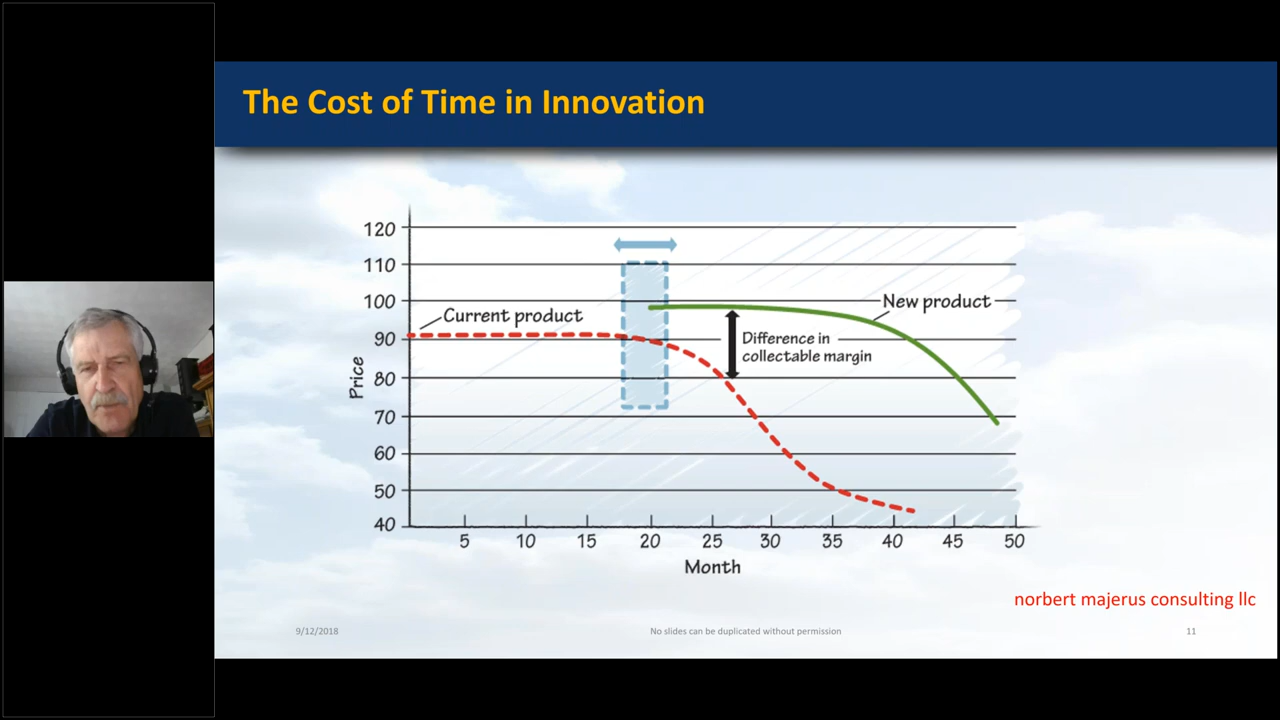 The Cost of Time in Innovation
120
110
100
90
80
70
60
50
40
Price
Current product
New product
Difference in
collectable margin
5 10 15 20 25 30 35 40 45 50
Month
norbert majerus consulting llc
9/12/2018 No slides can be duplicated without permission 11